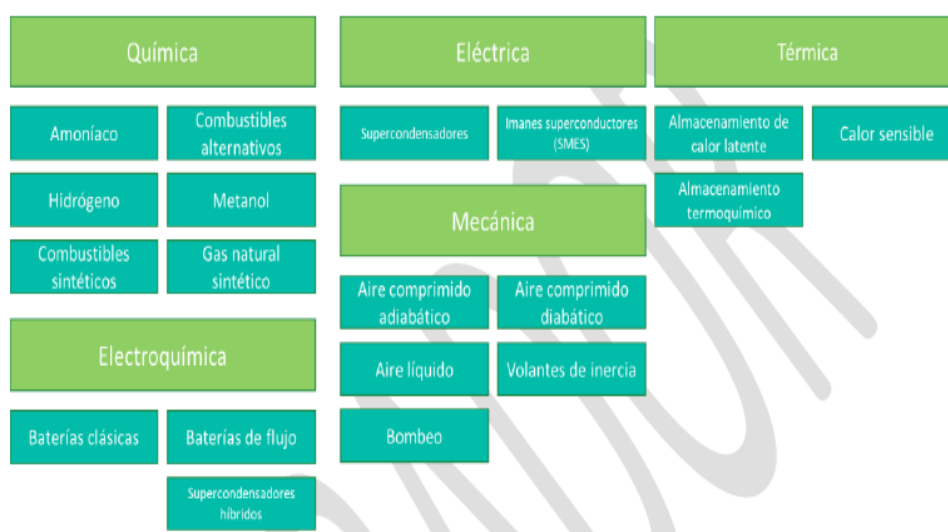 Química
Amoníaco
Combustibles
alternativos
Hidrógeno
Metanol
Combustibles
sintéticos
Gas natural
sintético
Electroquímica
Baterías clásicas
Baterías de flujo
Supercondensadores
híbridos
Eléctrica
Supercondensadores
Imanes superconductores
(SMES)
Mecánica
Aire comprimido
adiabático
Aire comprimido
diabático
Aire líquido
Volantes de inercia
Bombeo
Térmica
Almacenamiento de
calor latente
Calor sensible
Almacenamiento
termoquímico